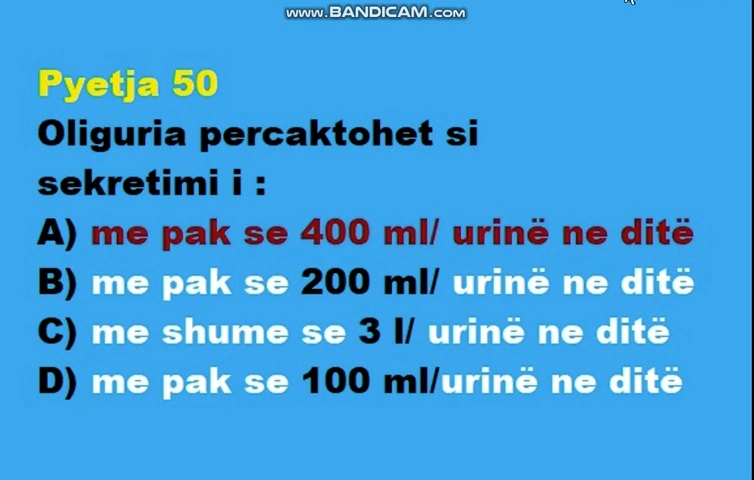 www.BANDICAM.com
Pyetja 50
Oliguria percaktohet si
sekretimi i :
A) me pak se 400 ml/ urinë ne ditë
B) me pak se 200 ml/ urinë ne ditë
C) me shume se 3 l/ urinë ne ditë
D) me pak se 100 ml/urinë ne ditë